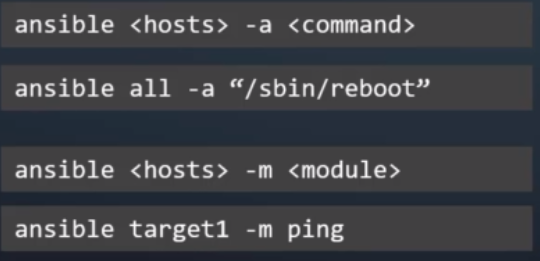 ansible <hosts> -a <command>
ansible all -a “/sbin/reboot”
ansible <hosts> -m <module>
ansible target1 -m ping